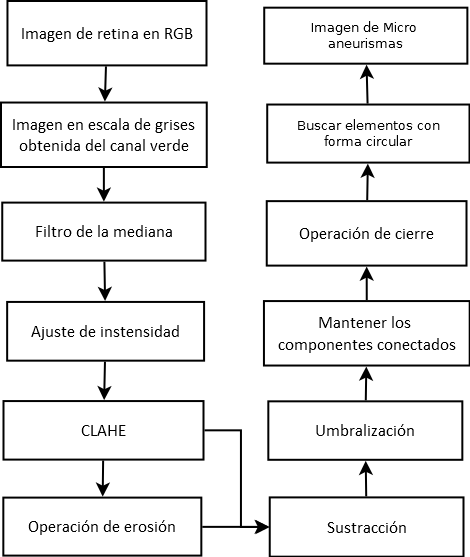 Imagen de retina en RGB
Imagen en escala de grises
obtenida del canal verde
Filtro de la mediana
Ajuste de instensidad
CLAHE
Operación de erosión
Sustracción
Umbralización
Mantener los
componentes conectados
Operación de cierre
Buscar elementos con
forma circular
Imagen de Micro
aneurismas